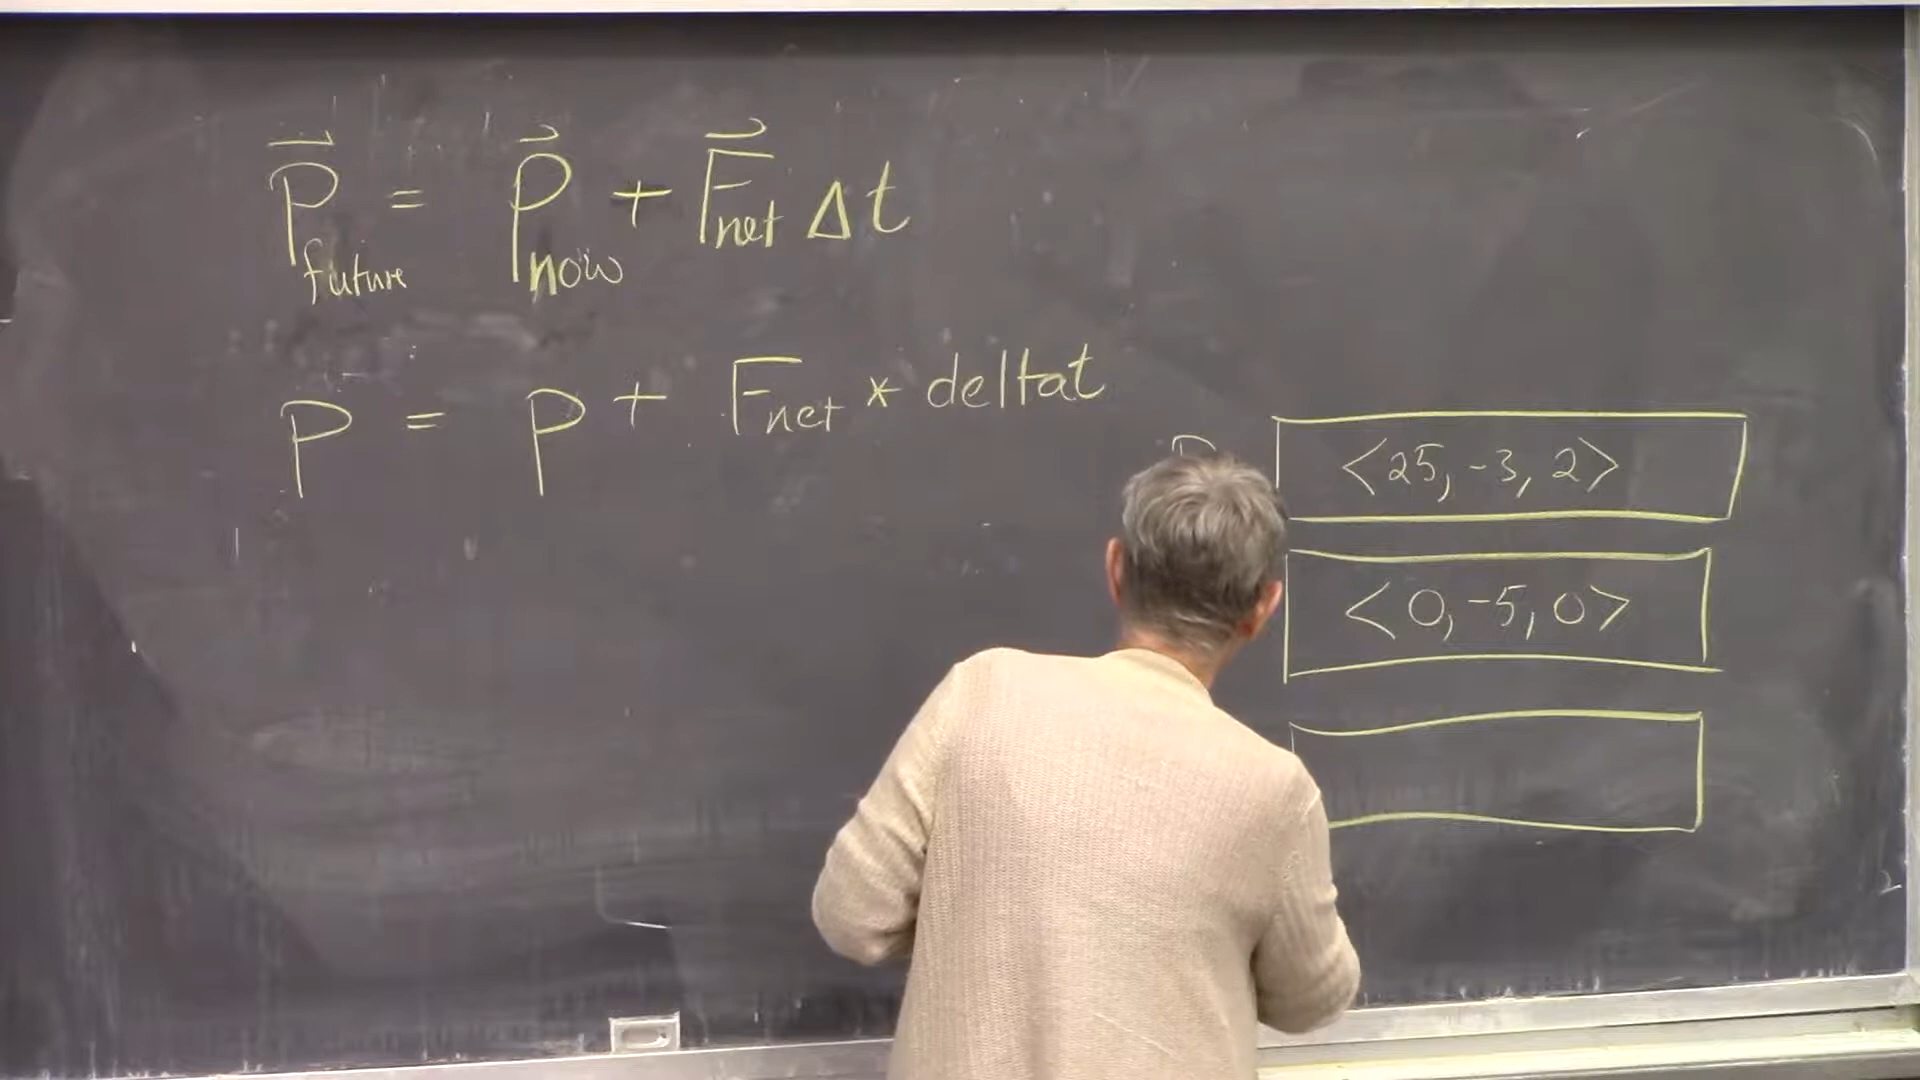 p⃗future = p⃗now + F⃗net Δt
p = p + Fnet * deltat
<25, -3, 2>
<0, -5, 0>